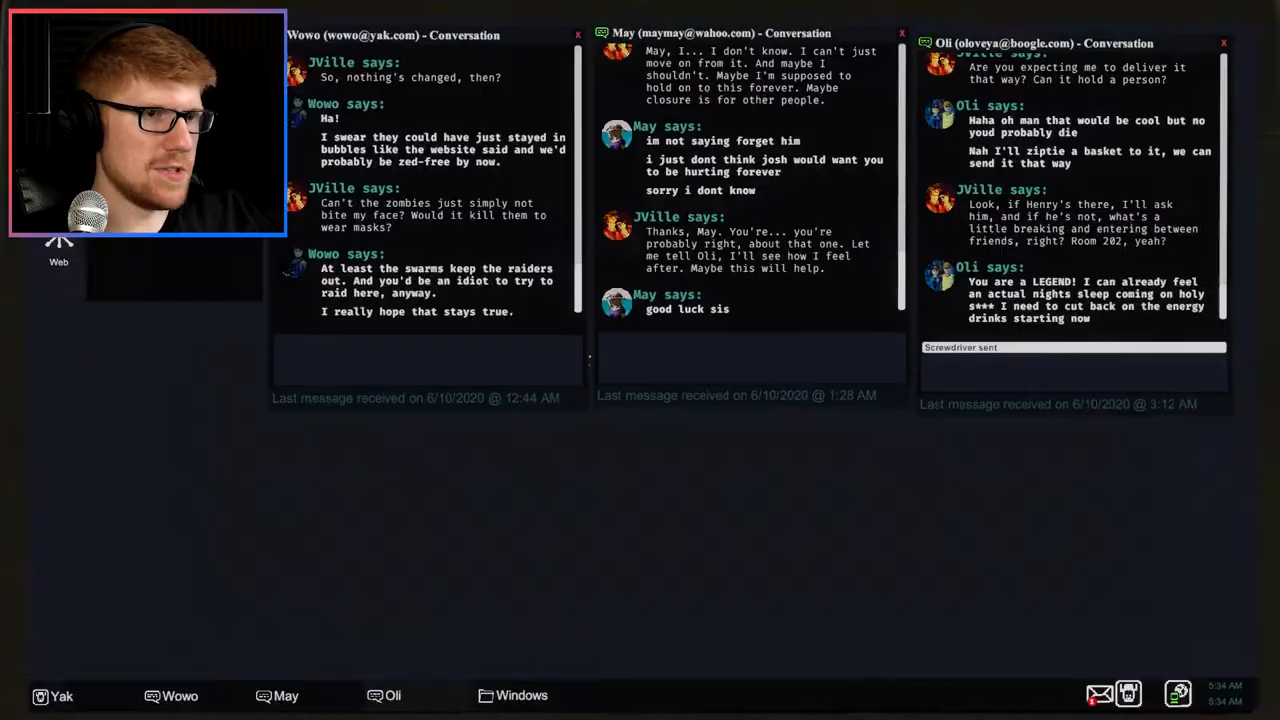 Wowo (wowo@yak.com) - Conversation
x
JVille says:
So, nothing's changed, then?
Wowo says:
Ha!
I swear they could have just stayed in
bubbles like the website said and we'd
probably be zed-free by now.
JVille says:
Can't the zombies just simply not
bite my face? Would it kill them to
wear masks?
Wowo says:
At least the swarms keep the raiders
out. And you'd be an idiot to try to
raid here, anyway.
I really hope that stays true.
Last message received on 6/10/2020 @ 12:44 AM
May (maymay@wahoo.com) - Conversation
x
May, I... I don't know. I can't just
move on from it. And maybe I
shouldn't. Maybe I'm supposed to
hold on to this forever. Maybe
closure is for other people.
May says:
im not saying forget him
i just dont think josh would want you
to be hurting forever
sorry i dont know
JVille says:
Thanks, May. You're... you're
probably right, about that one. Let
me tell Oli, I'll see how I feel
after. Maybe this will help.
May says:
good luck sis
Last message received on 6/10/2020 @ 1:28 AM
Oli (oloveya@boogle.com) - Conversation
x
JVille says:
Are you expecting me to deliver it
that way? Can it hold a person?
Oli says:
Haha oh man that would be cool but no
youd probably die
Nah I'll ziptie a basket to it, we can
send it that way
JVille says:
Look, if Henry's there, I'll ask
him, and if he's not, what's a
little breaking and entering between
friends, right? Room 202, yeah?
Oli says:
You are a LEGEND! I can already feel
an actual nights sleep coming on holy
s*** I need to cut back on the energy
drinks starting now
Screwdriver sent
Last message received on 6/10/2020 @ 3:12 AM
Web
Yak
Wowo
May
Oli
Windows
5:34 AM
5:34 AM